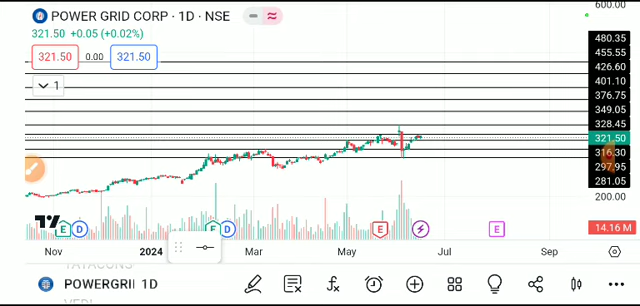 POWER GRID CORP · 1D · NSE
321.50 +0.05 (+0.02%)
321.50 0.00 321.50
1
600.00
480.35
455.55
426.60
401.10
376.75
349.05
328.45
321.50
316.30
297.95
281.05
200.00
14.16 M
E D E D E E
Nov 2024 Mar May Jul Sep
TATACONS
POWERGRI 1D